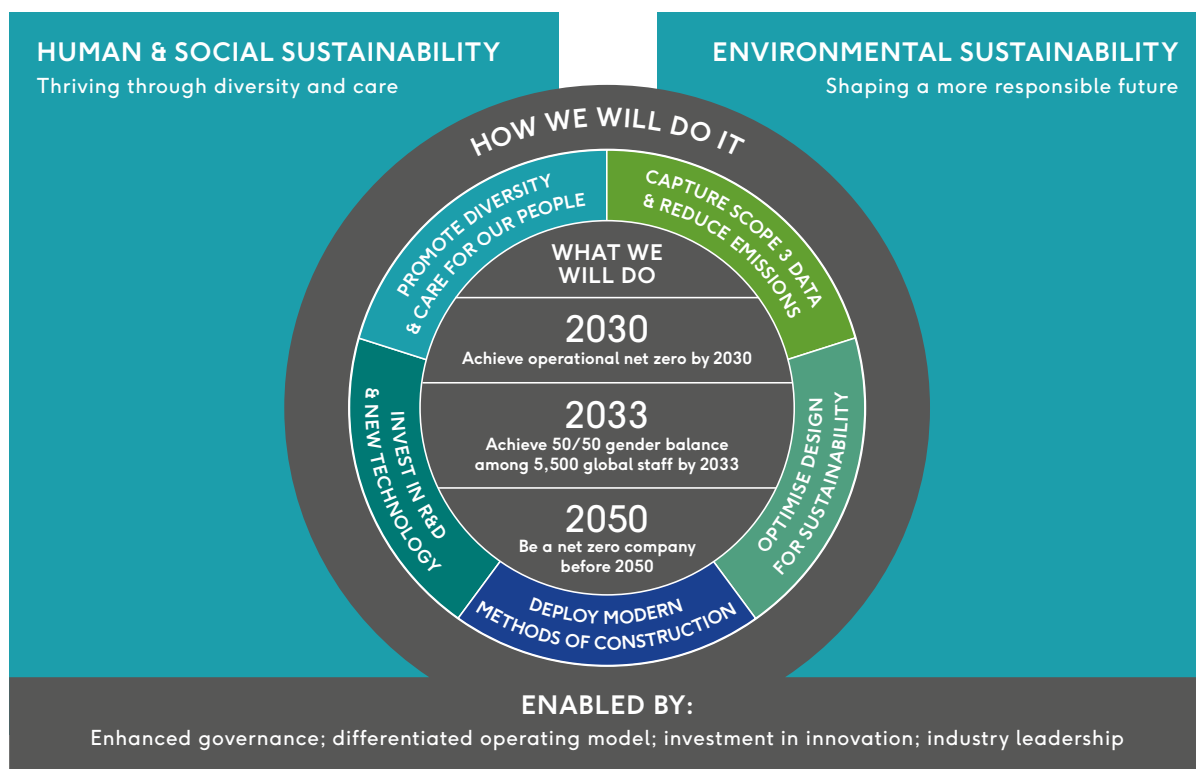 HUMAN & SOCIAL SUSTAINABILITY
Thriving through diversity and care
ENVIRONMENTAL SUSTAINABILITY
Shaping a more responsible future
HOW WE WILL DO IT
PROMOTE DIVERSITY
& CARE FOR OUR PEOPLE
CAPTURE SCOPE 3 DATA
& REDUCE EMISSIONS
OPTIMISE DESIGN
FOR SUSTAINABILITY
DEPLOY MODERN
METHODS OF CONSTRUCTION
INVEST IN R&D
& NEW TECHNOLOGY
WHAT WE
WILL DO
2030
Achieve operational net zero by 2030
2033
Achieve 50/50 gender balance
among 5,500 global staff by 2033
2050
Be a net zero company
before 2050
ENABLED BY:
Enhanced governance; differentiated operating model; investment in innovation; industry leadership